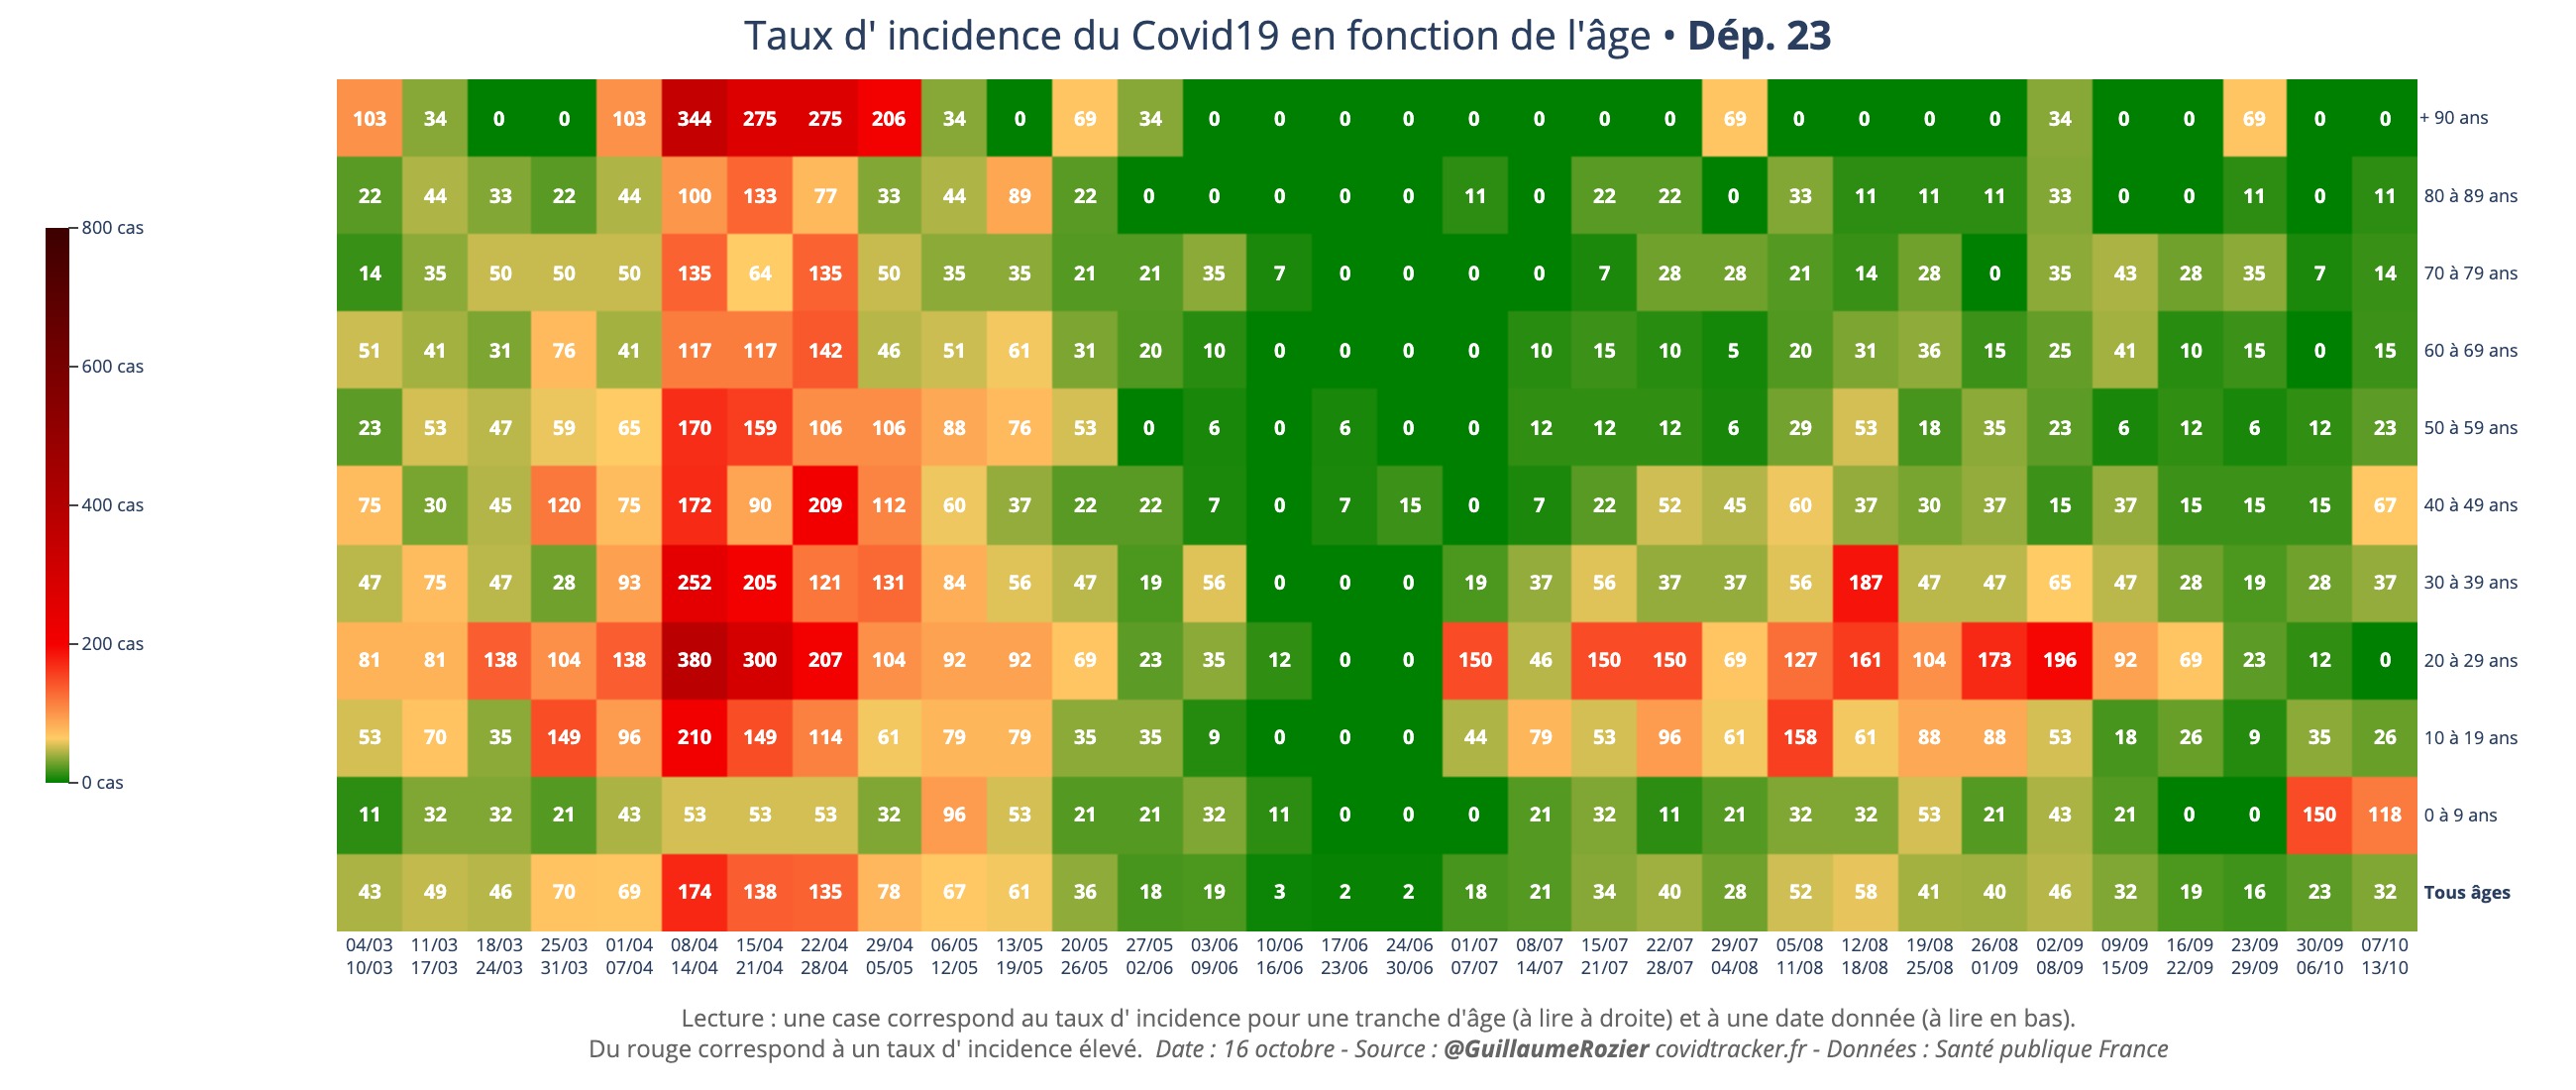 Taux d' incidence du Covid19 en fonction de l'âge • Dép. 23
800 cas
600 cas
400 cas
200 cas
0 cas
103 34 0 0 103 344 275 275 206 34 0 69 34 0 0 0 0 0 0 0 0 69 0 0 0 0 34 0 0 69 0 0 + 90 ans
22 44 33 22 44 100 133 77 33 44 89 22 0 0 0 0 0 11 0 22 22 0 33 11 11 11 33 0 0 11 0 11 80 à 89 ans
14 35 50 50 50 135 64 135 50 35 35 21 21 35 7 0 0 0 0 7 28 28 21 14 28 0 35 43 28 35 7 14 70 à 79 ans
51 41 31 76 41 117 117 142 46 51 61 31 20 10 0 0 0 0 10 15 10 5 20 31 36 15 25 41 10 15 0 15 60 à 69 ans
23 53 47 59 65 170 159 106 106 88 76 53 0 6 0 6 0 0 12 12 12 6 29 53 18 35 23 6 12 6 12 23 50 à 59 ans
75 30 45 120 75 172 90 209 112 60 37 22 22 7 0 7 15 0 7 22 52 45 60 37 30 37 15 37 15 15 15 67 40 à 49 ans
47 75 47 28 93 252 205 121 131 84 56 47 19 56 0 0 0 19 37 56 37 37 56 187 47 47 65 47 28 19 28 37 30 à 39 ans
81 81 138 104 138 380 300 207 104 92 92 69 23 35 12 0 0 150 46 150 150 69 127 161 104 173 196 92 69 23 12 0 20 à 29 ans
53 70 35 149 96 210 149 114 61 79 79 35 35 9 0 0 0 44 79 53 96 61 158 61 88 88 53 18 26 9 35 26 10 à 19 ans
11 32 32 21 43 53 53 53 32 96 53 21 21 32 11 0 0 0 21 32 11 21 32 32 53 21 43 21 0 0 150 118 0 à 9 ans
43 49 46 70 69 174 138 135 78 67 61 36 18 19 3 2 2 18 21 34 40 28 52 58 41 40 46 32 19 16 23 32 Tous âges
04/03 11/03 18/03 25/03 01/04 08/04 15/04 22/04 29/04 06/05 13/05 20/05 27/05 03/06 10/06 17/06 24/06 01/07 08/07 15/07 22/07 29/07 05/08 12/08 19/08 26/08 02/09 09/09 16/09 23/09 30/09 07/10
10/03 17/03 24/03 31/03 07/04 14/04 21/04 28/04 05/05 12/05 19/05 26/05 02/06 09/06 16/06 23/06 30/06 07/07 14/07 21/07 28/07 04/08 11/08 18/08 25/08 01/09 08/09 15/09 22/09 29/09 06/10 13/10
Lecture : une case correspond au taux d' incidence pour une tranche d'âge (à lire à droite) et à une date donnée (à lire en bas).
Du rouge correspond à un taux d' incidence élevé. Date : 16 octobre - Source : @GuillaumeRozier covidtracker.fr - Données : Santé publique France